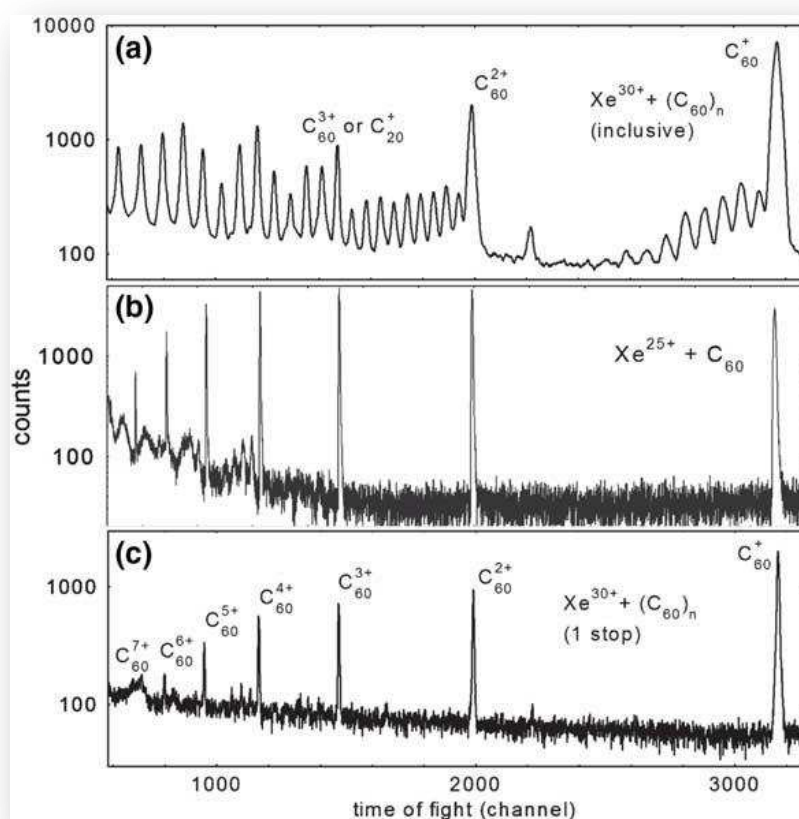 10000
(a)
C60+
C602+
Xe30+ + (C60)n
(inclusive)
C603+ or C20+
1000
100
(b)
Xe25+ + C60
1000
100
counts
(c)
C60+
C602+
C603+
C604+
C605+
C606+
C607+
Xe30+ + (C60)n
(1 stop)
1000
100
1000 2000 3000
time of fight (channel)